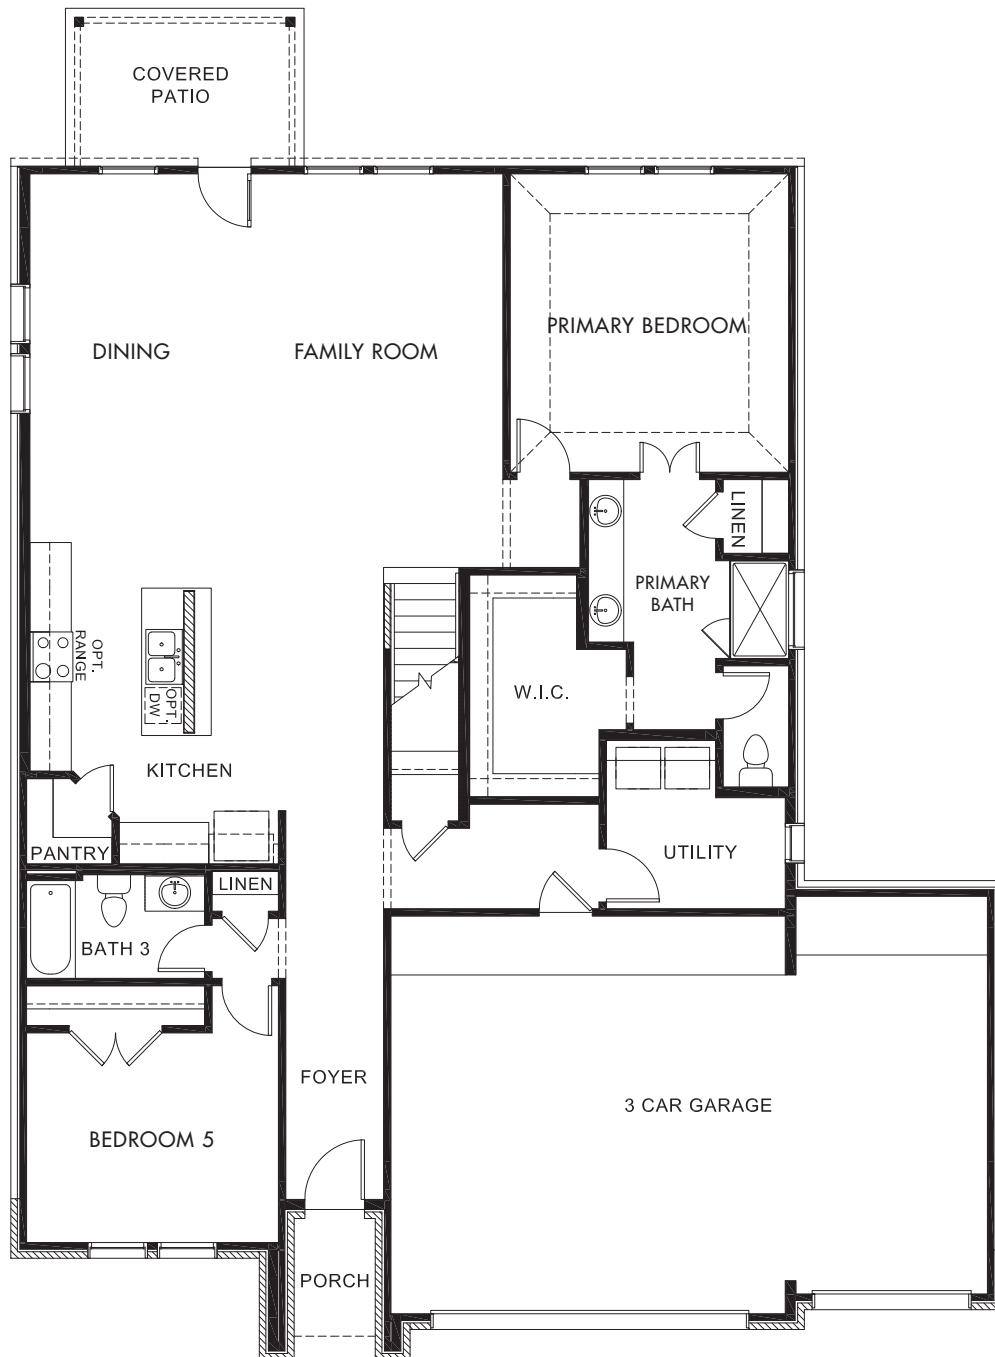 COVERED
PATIO
PRIMARY BEDROOM
DINING
FAMILY ROOM
LINEN
PRIMARY
BATH
OPT.
RANGE
W.I.C.
OPT.
DW
KITCHEN
PANTRY
UTILITY
LINEN
BATH 3
FOYER
3 CAR GARAGE
BEDROOM 5
PORCH